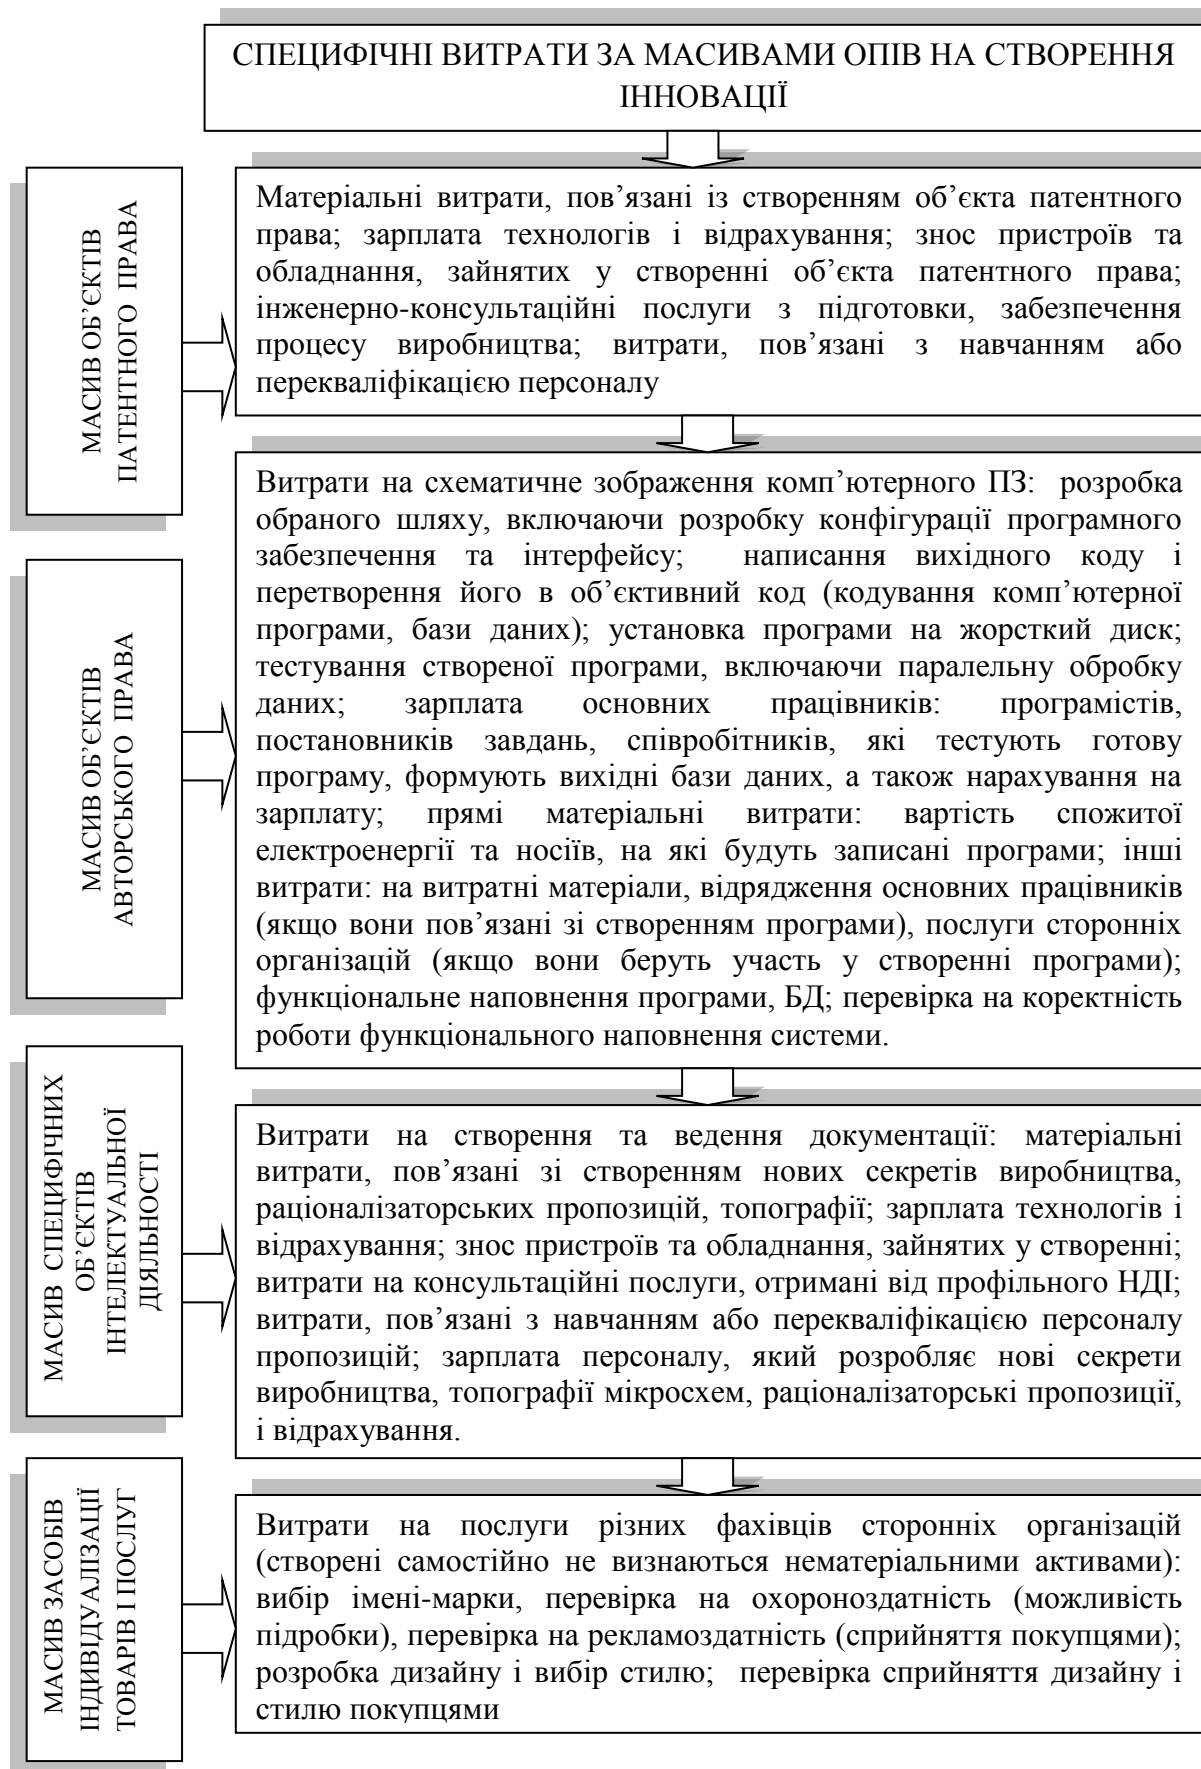 СПЕЦИФІЧНІ ВИТРАТИ ЗА МАСИВАМИ ОПІВ НА СТВОРЕННЯ
ІННОВАЦІЇ
МАСИВ ОБ’ЄКТІВ
ПАТЕНТНОГО ПРАВА
Матеріальні витрати, пов’язані із створенням об’єкта патентного
права; зарплата технологів і відрахування; знос пристроїв та
обладнання, зайнятих у створенні об’єкта патентного права;
інженерно-консультаційні послуги з підготовки, забезпечення
процесу виробництва; витрати, пов’язані з навчанням або
перекваліфікацією персоналу
МАСИВ ОБ’ЄКТІВ
АВТОРСЬКОГО ПРАВА
Витрати на схематичне зображення комп’ютерного ПЗ: розробка
обраного шляху, включаючи розробку конфігурації програмного
забезпечення та інтерфейсу; написання вихідного коду і
перетворення його в об’єктивний код (кодування комп’ютерної
програми, бази даних); установка програми на жорсткий диск;
тестування створеної програми, включаючи паралельну обробку
даних; зарплата основних працівників: програмістів,
постановників завдань, співробітників, які тестують готову
програму, формують вихідні бази даних, а також нарахування на
зарплату; прямі матеріальні витрати: вартість спожитої
електроенергії та носіїв, на які будуть записані програми; інші
витрати: на витратні матеріали, відрядження основних працівників
(якщо вони пов’язані зі створенням програми), послуги сторонніх
організацій (якщо вони беруть участь у створенні програми);
функціональне наповнення програми, БД; перевірка на коректність
роботи функціонального наповнення системи.
МАСИВ СПЕЦИФІЧНИХ
ОБ’ЄКТІВ
ІНТЕЛЕКТУАЛЬНОЇ
ДІЯЛЬНОСТІ
Витрати на створення та ведення документації: матеріальні
витрати, пов’язані зі створенням нових секретів виробництва,
раціоналізаторських пропозицій, топографії; зарплата технологів і
відрахування; знос пристроїв та обладнання, зайнятих у створенні;
витрати на консультаційні послуги, отримані від профільного НДІ;
витрати, пов’язані з навчанням або перекваліфікацією персоналу
пропозицій; зарплата персоналу, який розробляє нові секрети
виробництва, топографії мікросхем, раціоналізаторські пропозиції,
і відрахування.
МАСИВ ЗАСОБІВ
ІНДИВІДУАЛІЗАЦІЇ
ТОВАРІВ І ПОСЛУГ
Витрати на послуги різних фахівців сторонніх організацій
(створені самостійно не визнаються нематеріальними активами):
вибір імені-марки, перевірка на охороноздатність (можливість
підробки), перевірка на рекламоздатність (сприйняття покупцями);
розробка дизайну і вибір стилю; перевірка сприйняття дизайну і
стилю покупцями